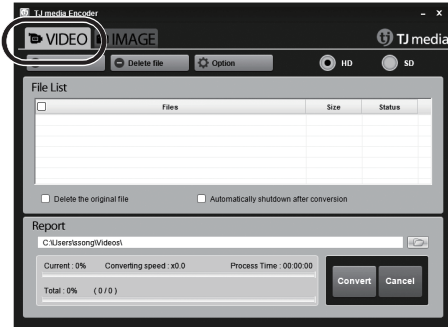 TJ media Encoder
VIDEO IMAGE TJ media
Delete file Option HD SD
File List
Files Size Status
Delete the original file Automatically shutdown after conversion
Report
C:\Users\ssong\Videos\
Current : 0% Converting speed : x0.0 Process Time : 00:00:00
Total : 0% ( 0 / 0 )
Convert Cancel